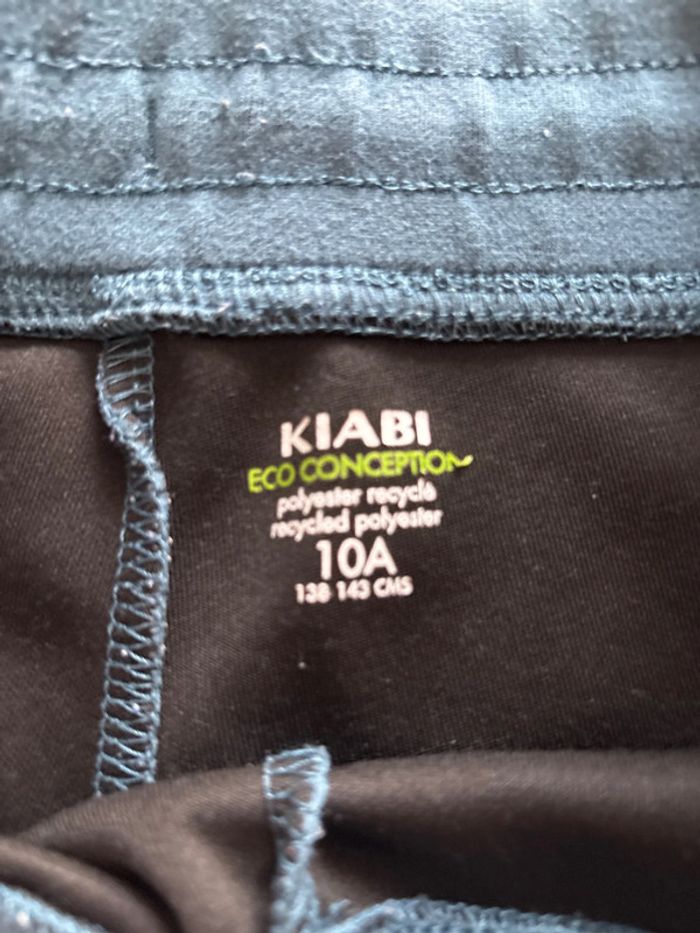 KIABI
ECO CONCEPTION
polyester recyclé
recycled polyester
10A
138-143 CMS